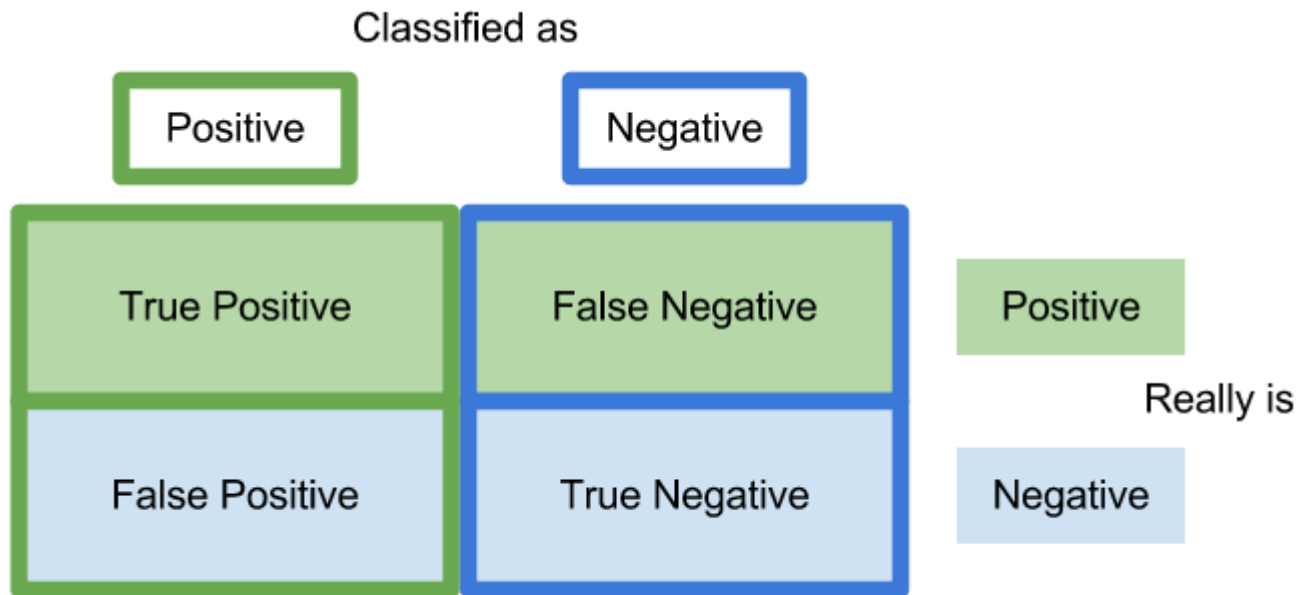 Classified as
Positive
Negative
True Positive
False Negative
Positive
Really is
False Positive
True Negative
Negative